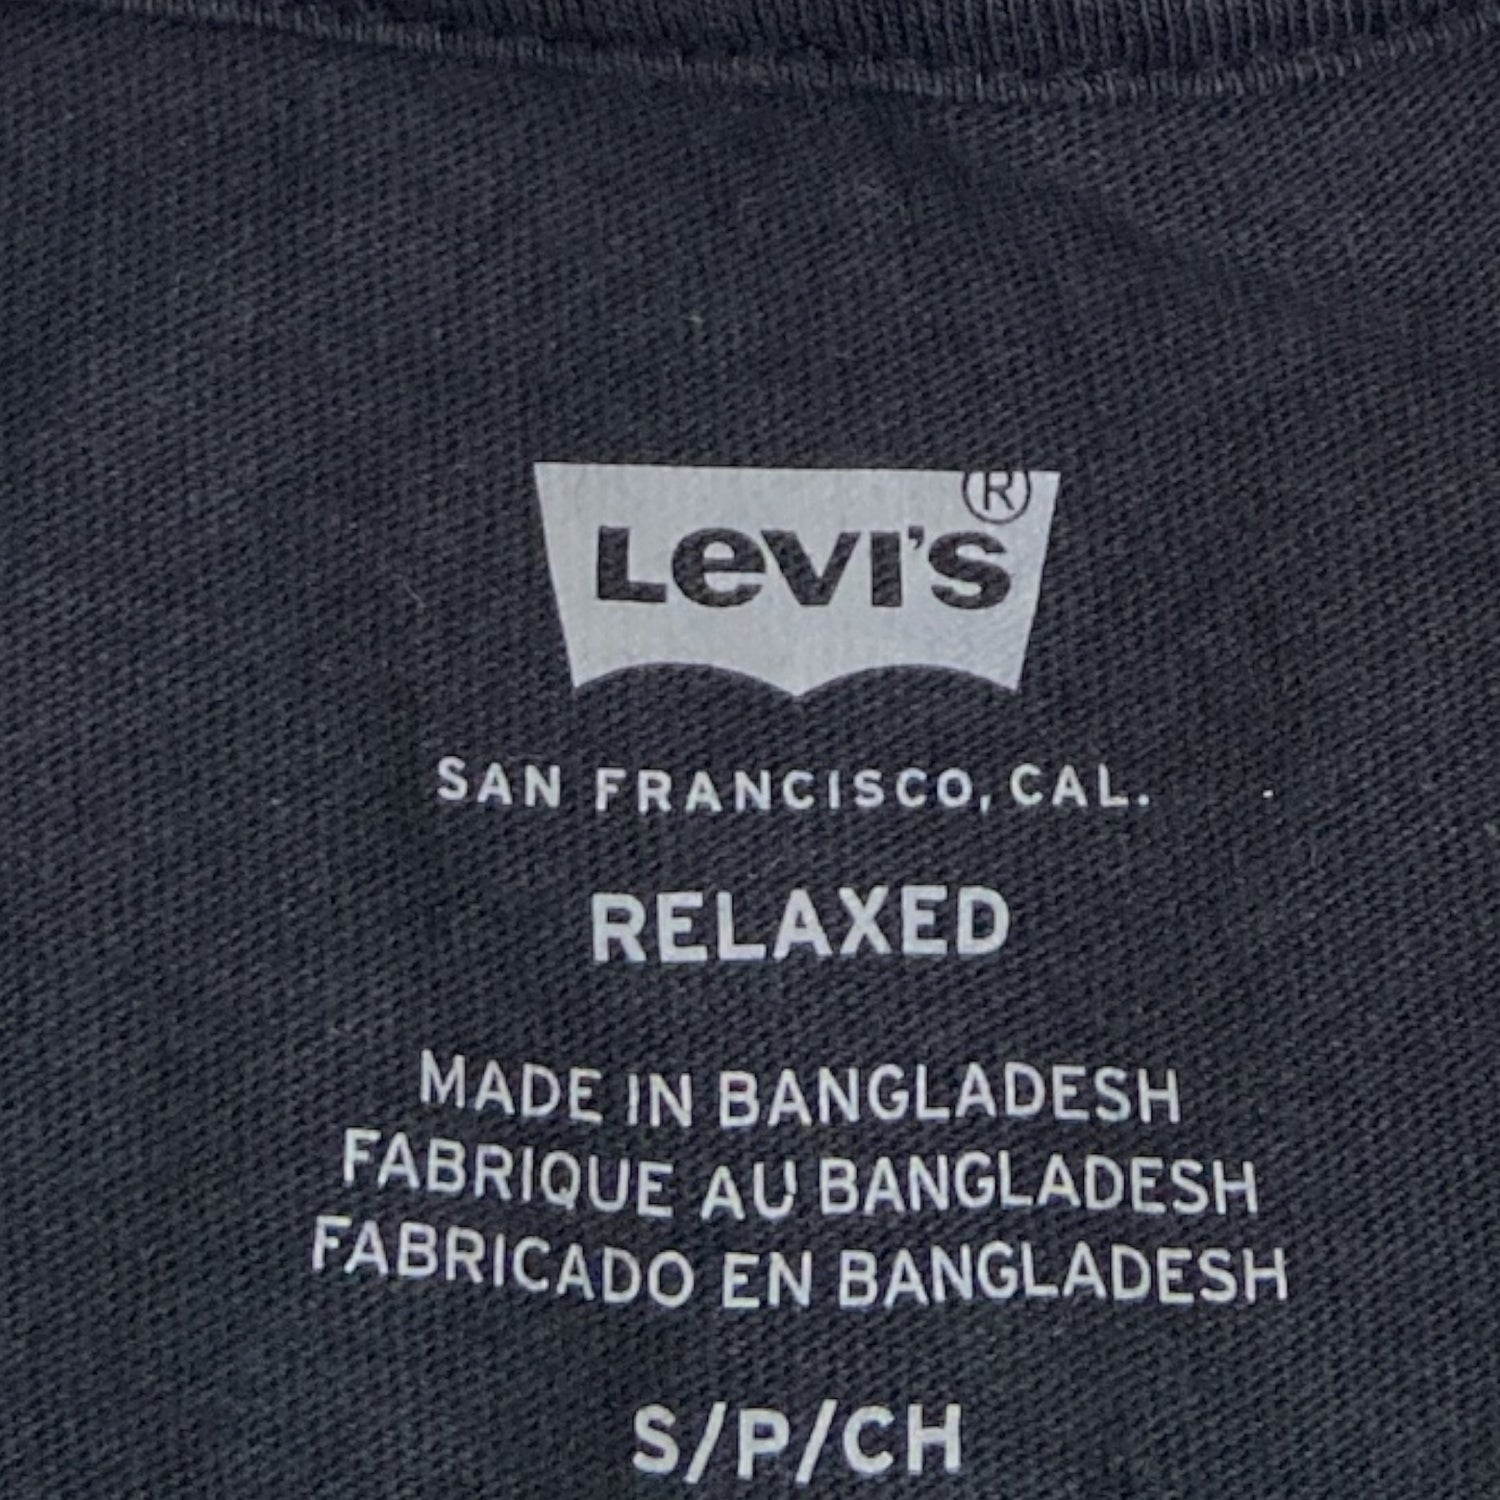 Levi's®
SAN FRANCISCO, CAL.
RELAXED
MADE IN BANGLADESH
FABRIQUE AU BANGLADESH
FABRICADO EN BANGLADESH
S/P/CH